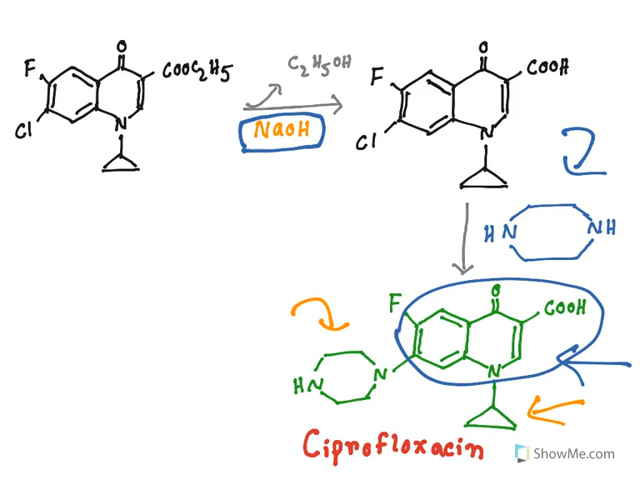 O
F
COOC2H5
Cl
N
C2H5OH
NaOH
O
F
COOH
Cl
N
HN
NH
O
F
COOH
HN
N
N
Ciprofloxacin
ShowMe.com